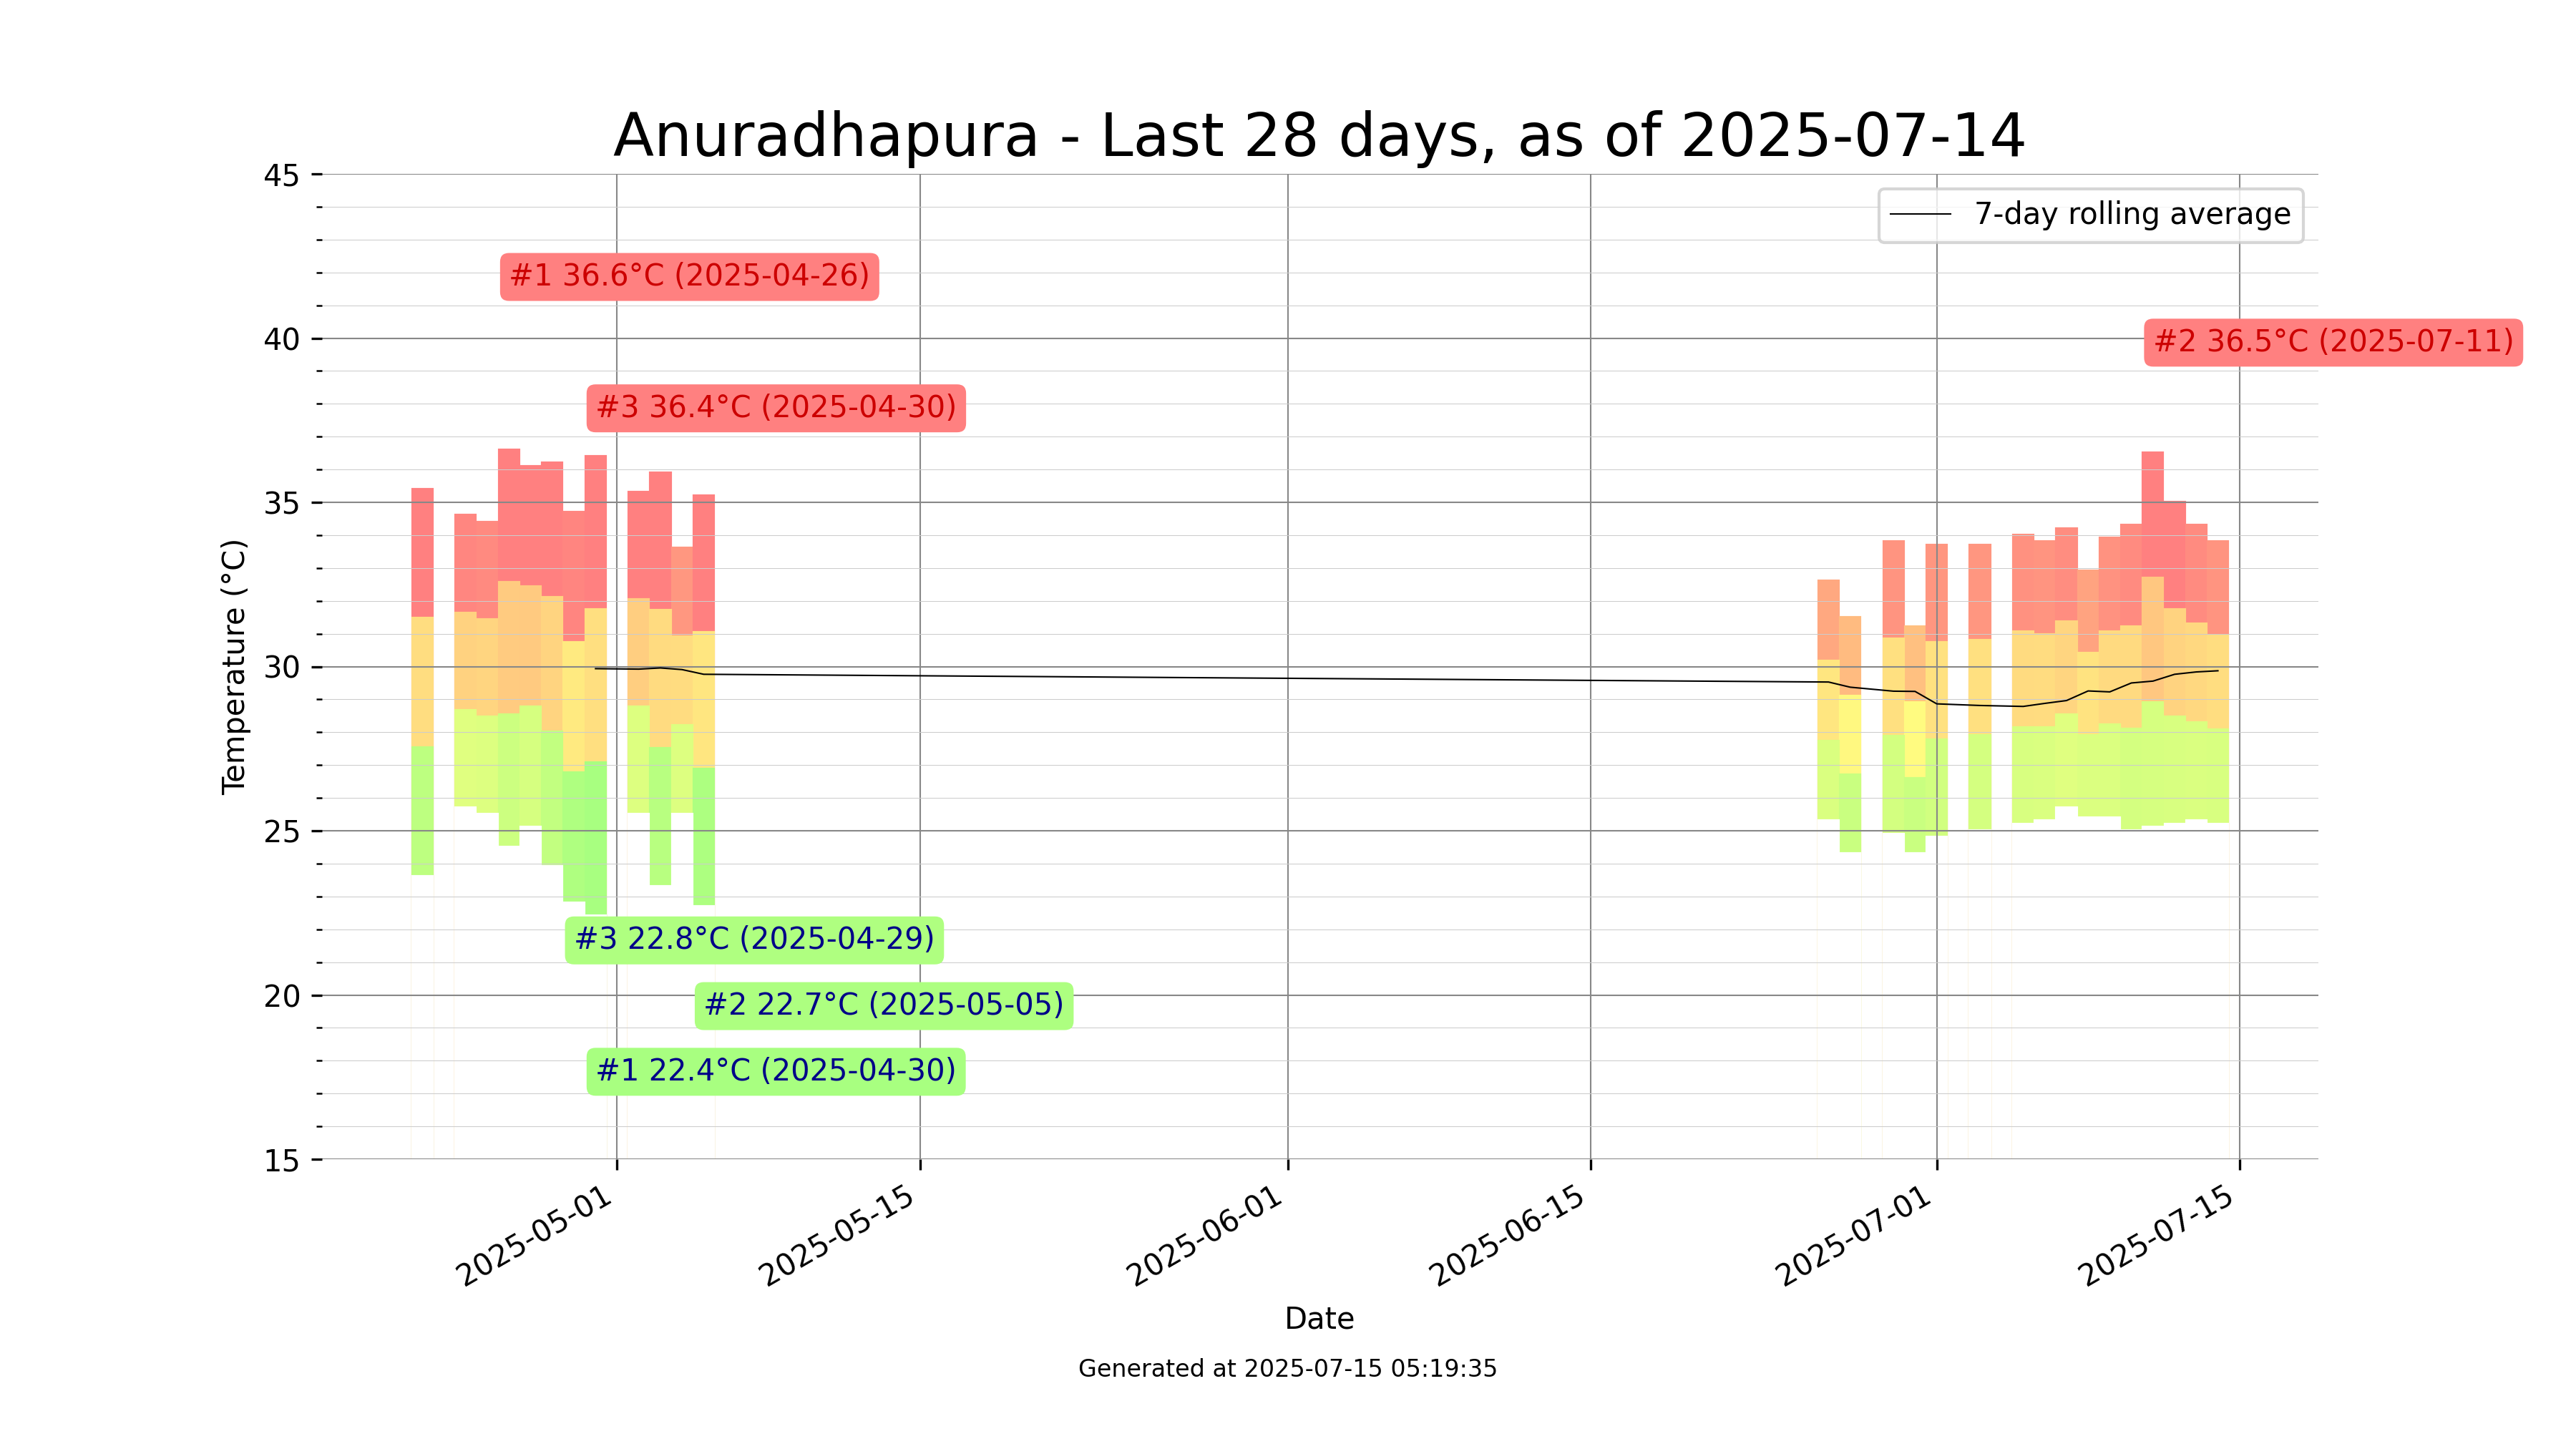 Anuradhapura - Last 28 days, as of 2025-07-14
7-day rolling average
#1 36.6°C (2025-04-26)
#2 36.5°C (2025-07-11)
#3 36.4°C (2025-04-30)
#3 22.8°C (2025-04-29)
#2 22.7°C (2025-05-05)
#1 22.4°C (2025-04-30)
Temperature (°C)
45
40
35
30
25
20
15
2025-05-01
2025-05-15
2025-06-01
2025-06-15
2025-07-01
2025-07-15
Date
Generated at 2025-07-15 05:19:35